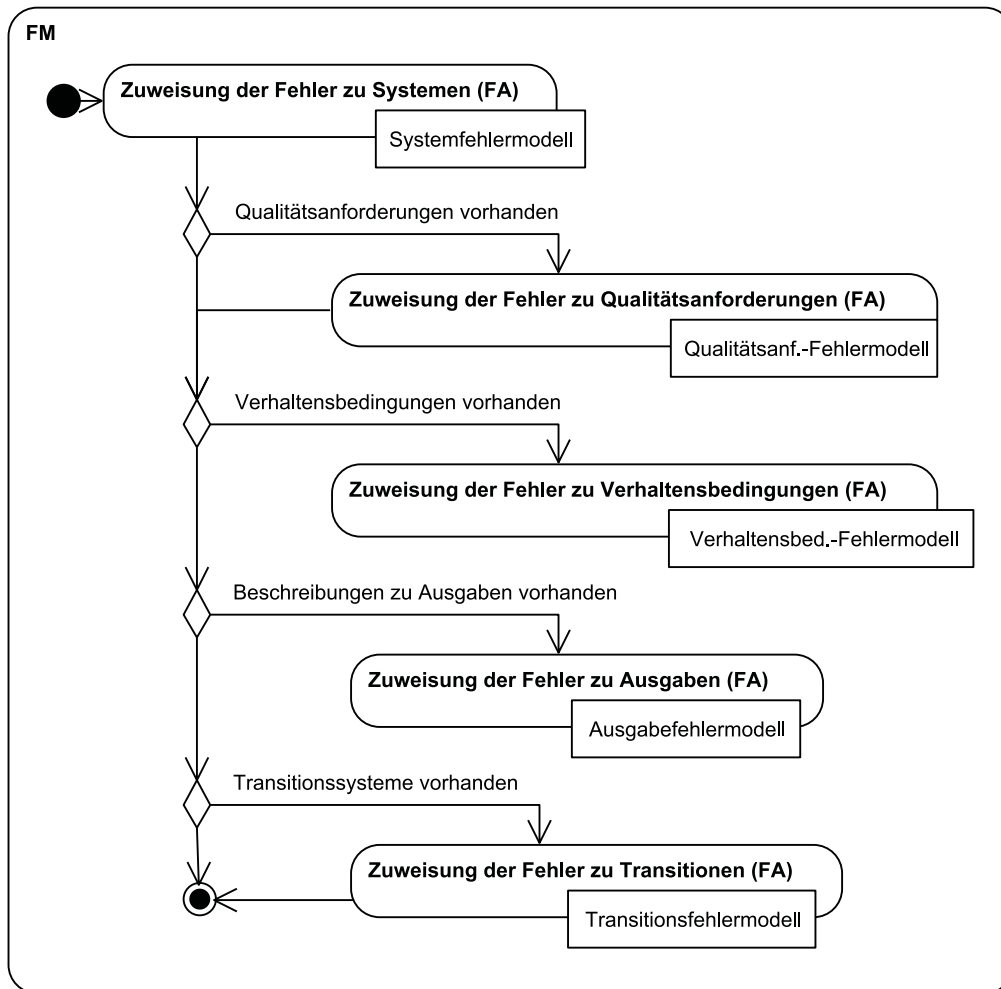 FM
Zuweisung der Fehler zu Systemen (FA)
Systemfehlermodell
Qualitätsanforderungen vorhanden
Zuweisung der Fehler zu Qualitätsanforderungen (FA)
Qualitätsanf.-Fehlermodell
Verhaltensbedingungen vorhanden
Zuweisung der Fehler zu Verhaltensbedingungen (FA)
Verhaltensbed.-Fehlermodell
Beschreibungen zu Ausgaben vorhanden
Zuweisung der Fehler zu Ausgaben (FA)
Ausgabefehlermodell
Transitionssysteme vorhanden
Zuweisung der Fehler zu Transitionen (FA)
Transitionsfehlermodell